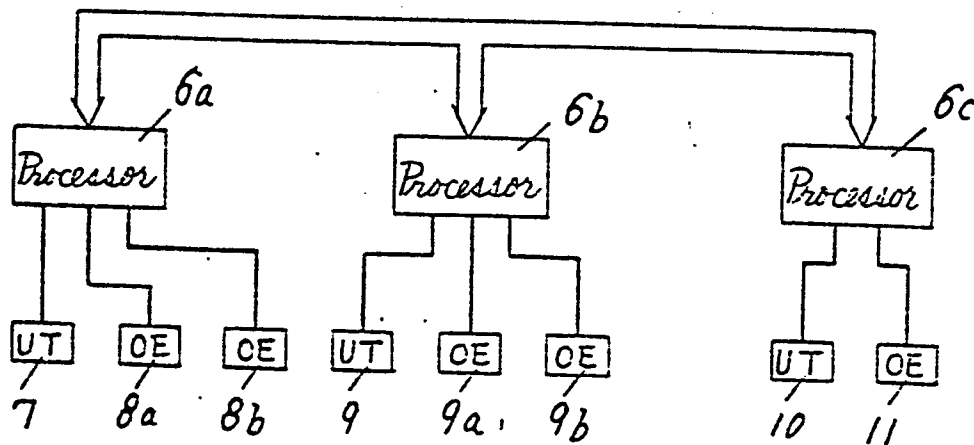 6a 6b 6c
Processor Processor Processor
UT OE OE UT OE OE UT OE
7 8a 8b 9 9a 9b 10 11